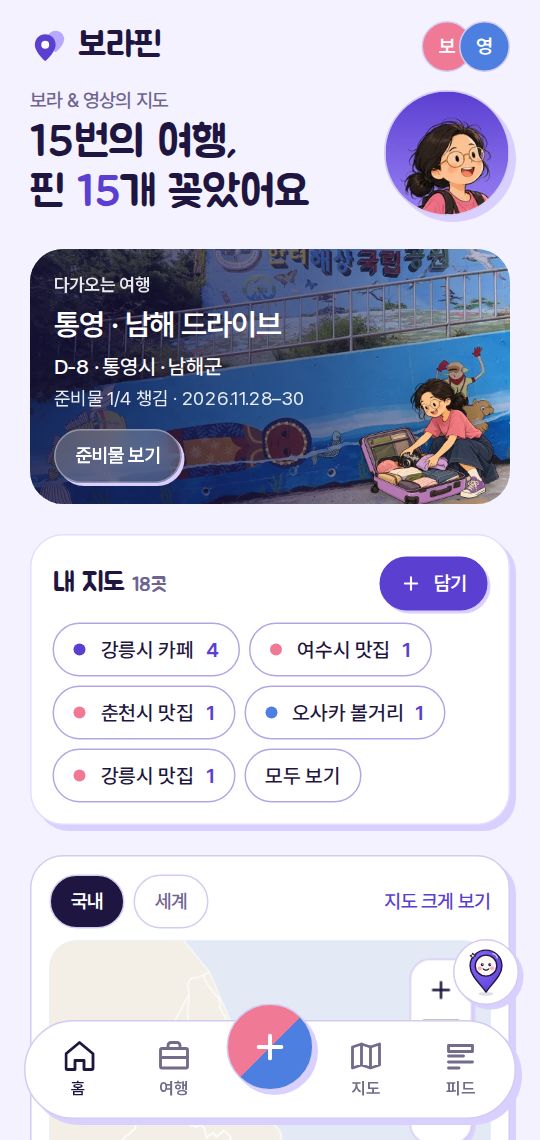 보라핀
보 영
보라 & 영상의 지도
15번의 여행,
핀 15개 꽂았어요
해상국립공원
다가오는 여행
통영 · 남해 드라이브
D-8 · 통영시 · 남해군
준비물 1/4 챙김 · 2026.11.28–30
준비물 보기
내 지도 18곳
+ 담기
강릉시 카페 4
여수시 맛집 1
춘천시 맛집 1
오사카 볼거리 1
강릉시 맛집 1
모두 보기
국내
세계
지도 크게 보기
+
+
홈
여행
지도
피드